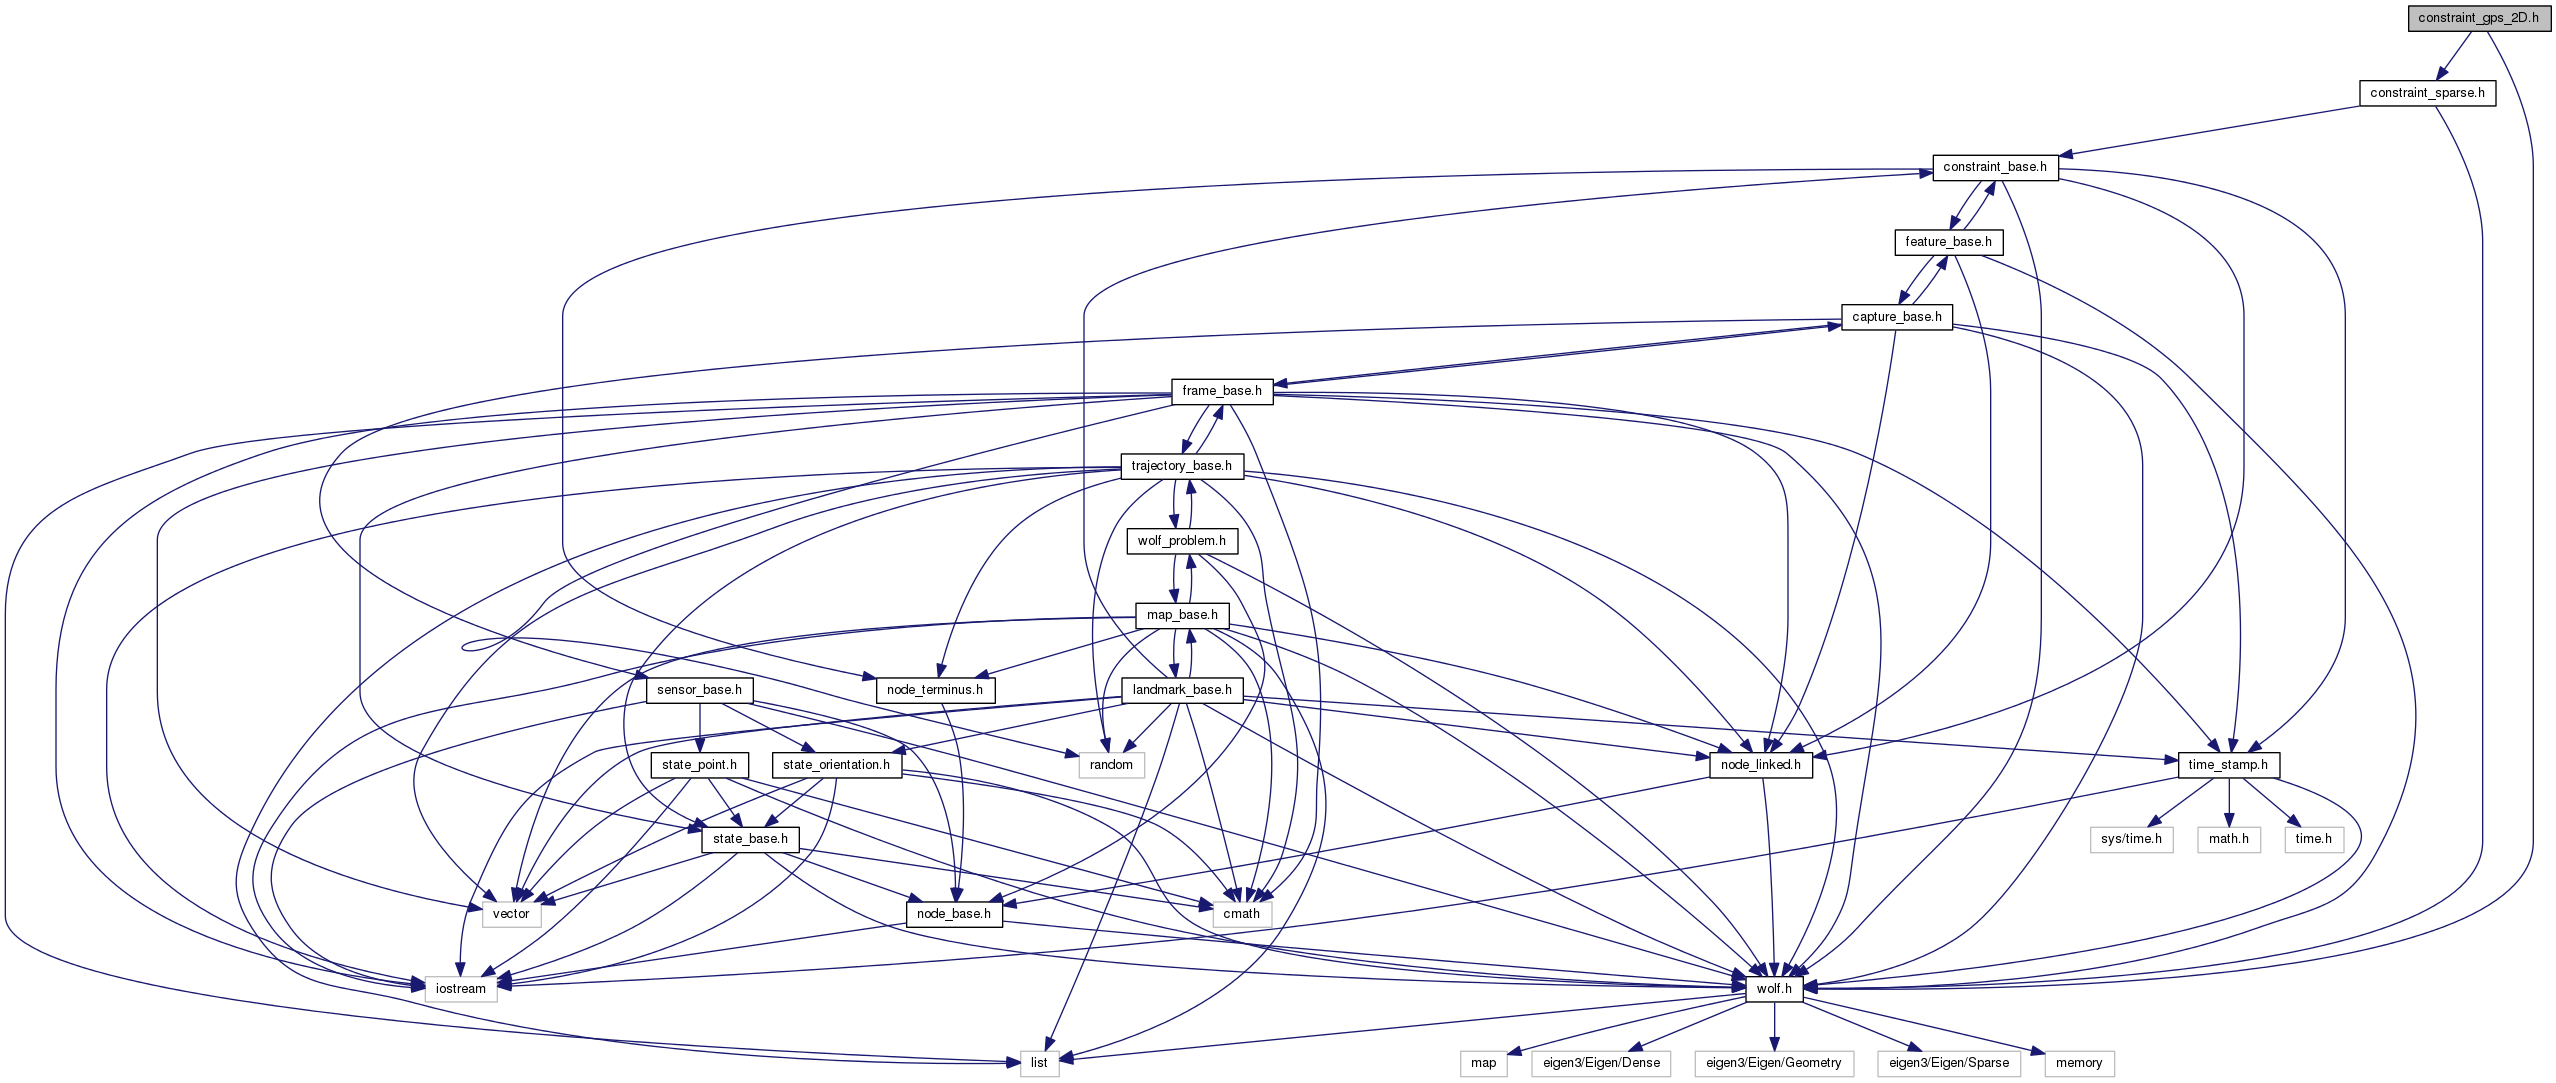 constraint_gps_2D.h
constraint_sparse.h
constraint_base.h
feature_base.h
capture_base.h
frame_base.h
trajectory_base.h
wolf_problem.h
map_base.h
sensor_base.h
node_terminus.h
landmark_base.h
state_point.h
state_orientation.h
random
node_linked.h
time_stamp.h
state_base.h
sys/time.h
math.h
time.h
vector
node_base.h
cmath
iostream
wolf.h
list
map
eigen3/Eigen/Dense
eigen3/Eigen/Geometry
eigen3/Eigen/Sparse
memory